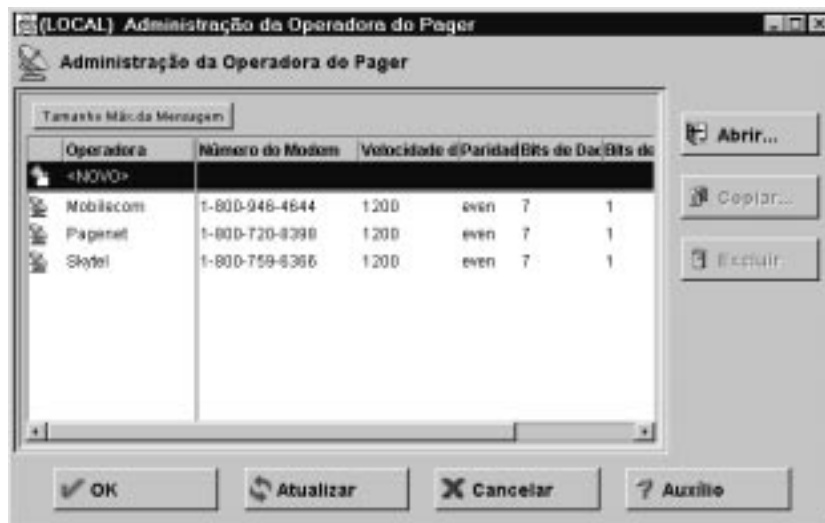 (LOCAL) Administração da Operadora do Pager
Administração da Operadora do Pager
Tamanho Máx.da Mensagem
Operadora Número do Modem Velocidade d Paridad Bits de Dac Bits de
<NOVO>
Mobilecom 1-800-946-4644 1200 even 7 1
Pagenet 1-800-720-8398 1200 even 7 1
Skytel 1-800-759-6366 1200 even 7 1
Abrir...
Copiar...
Excluir
OK Atualizar Cancelar Auxílio